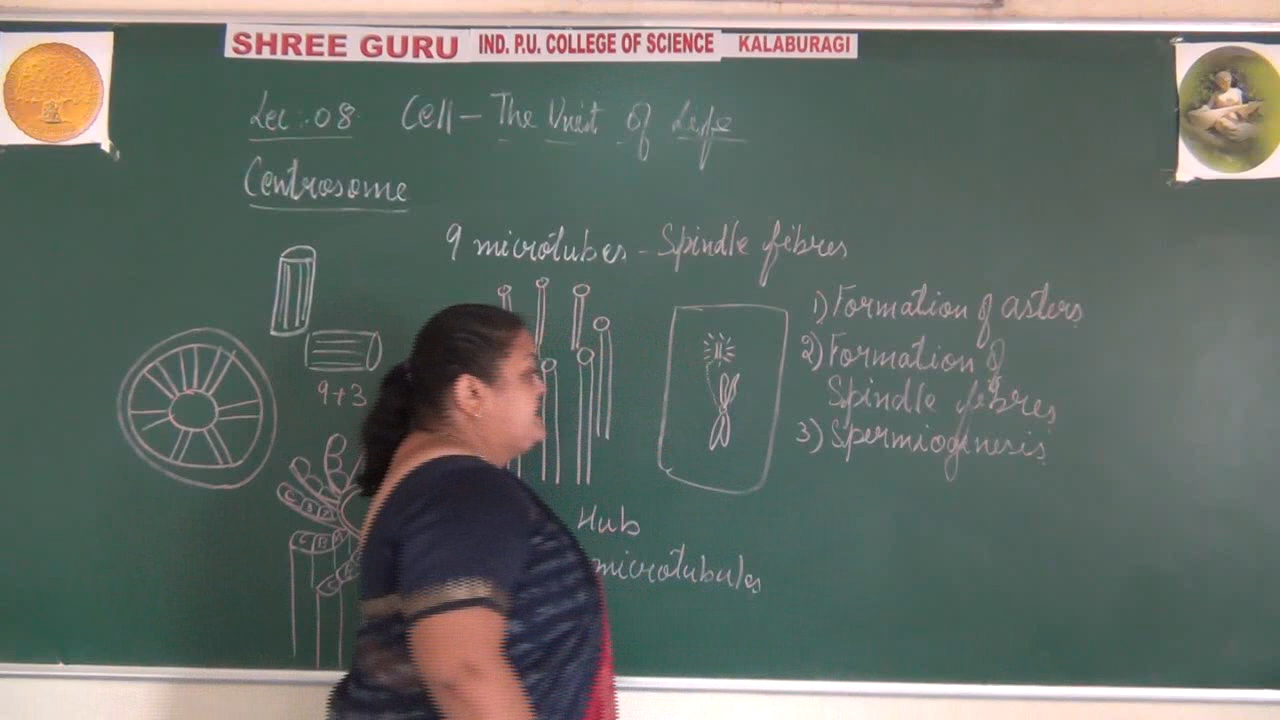 SHREE GURU IND. P.U. COLLEGE OF SCIENCE KALABURAGI
Lec : 08 Cell - The Unit of Life
Centrosome
9 microtubes - Spindle fibres
1) Formation of asters
2) Formation of
Spindle fibres
3) Spermiogenesis
9+3
C B A
C B A
Hub
microtubules